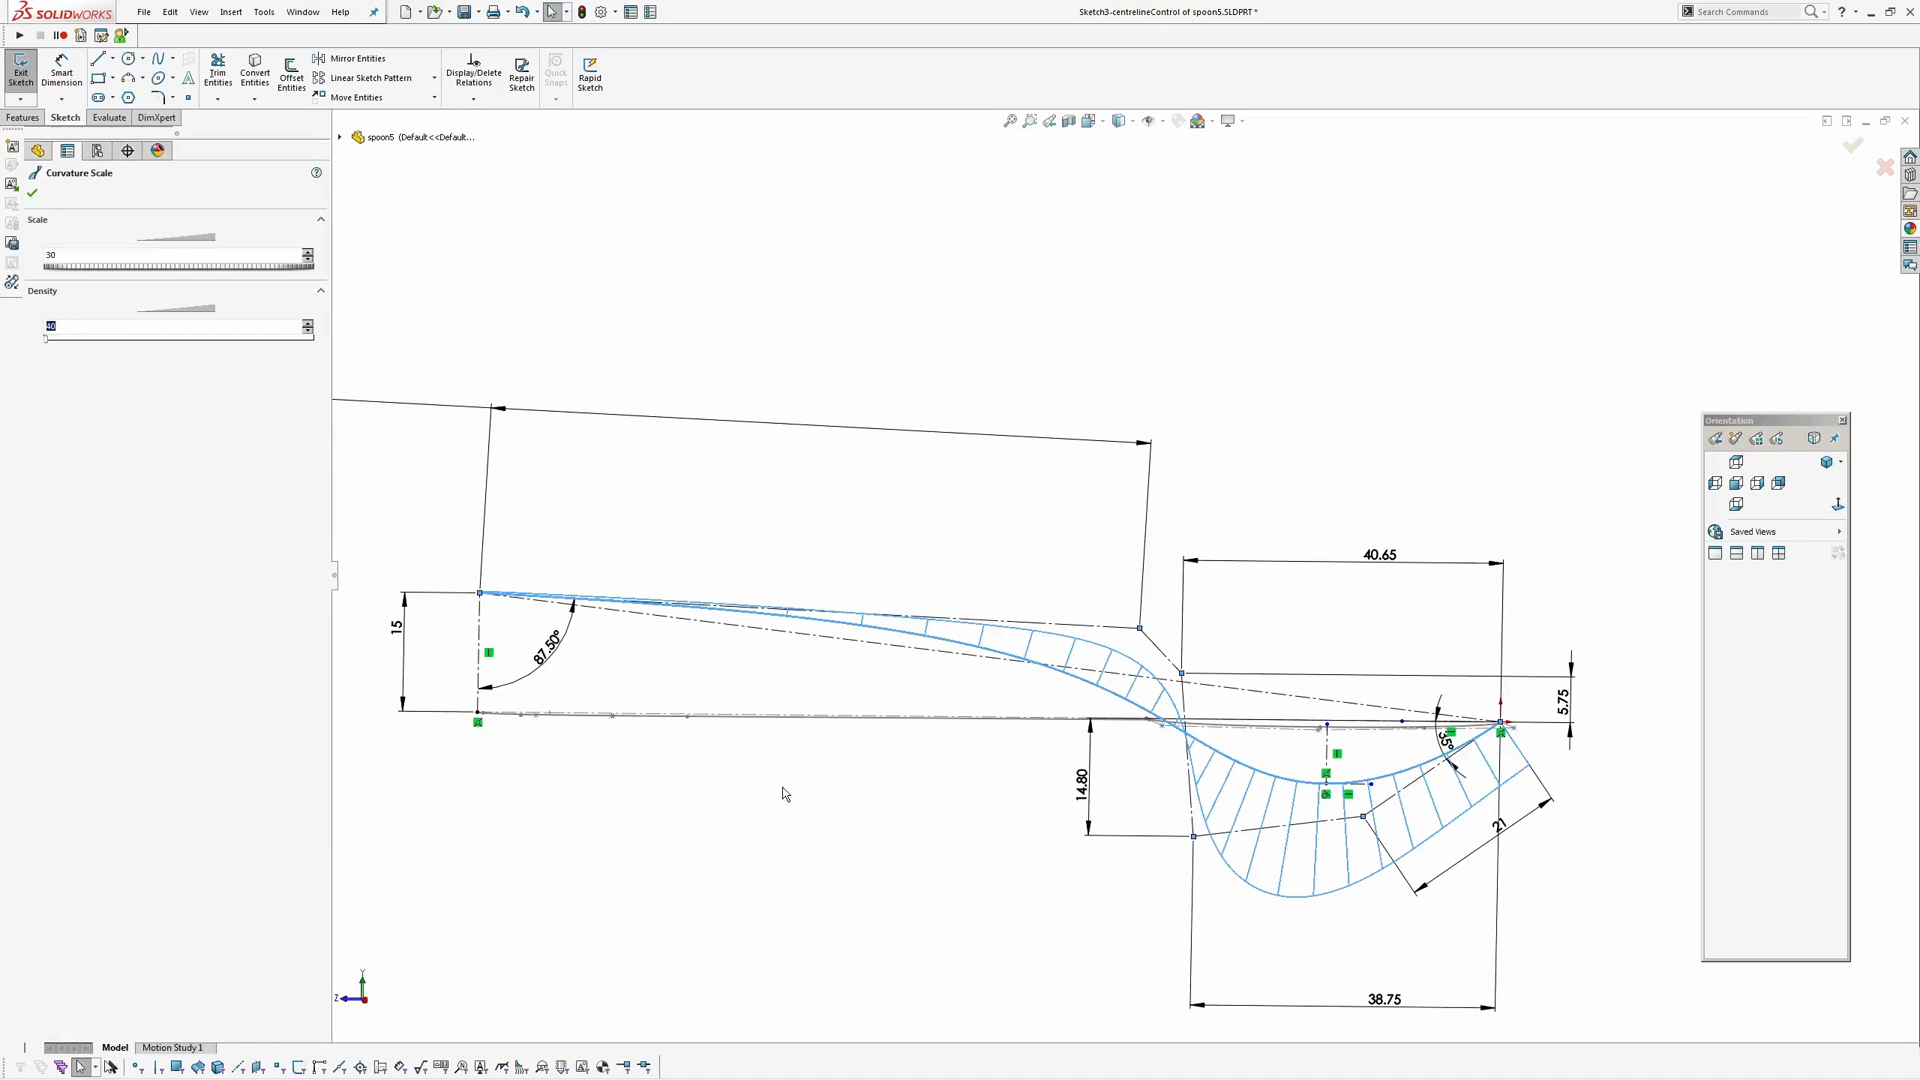 SOLIDWORKS File Edit View Insert Tools Window Help Sketch3-centrelineControl of spoon5.SLDPRT * Search Commands
Exit Sketch
Smart Dimension
Trim Entities
Convert Entities
Offset Entities
Mirror Entities
Linear Sketch Pattern
Move Entities
Display/Delete Relations
Repair Sketch
Quick Snaps
Rapid Sketch
Features Sketch Evaluate DimXpert
spoon5 (Default<<Default...
Curvature Scale
Scale
30
Density
40
Orientation
Saved Views
40.65
15
87.50°
5.75
35°
14.80
21
38.75
Y
Z
Model Motion Study 1